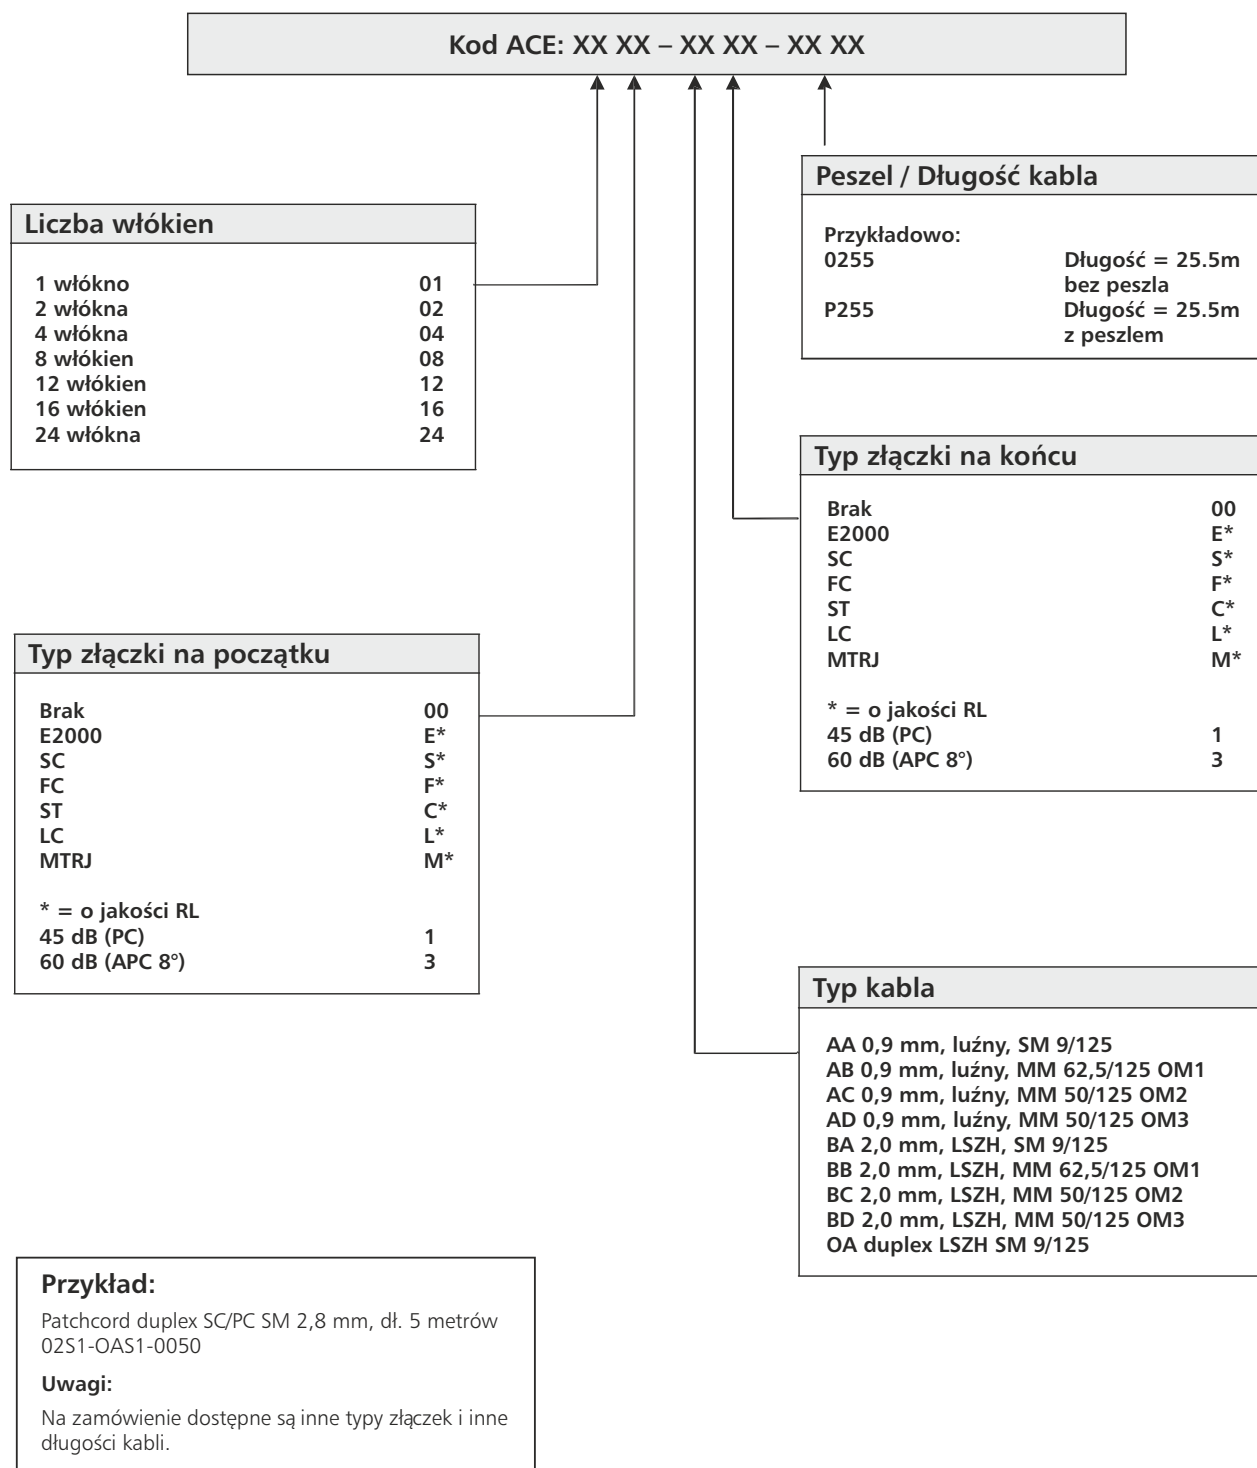 Kod ACE: XX XX – XX XX – XX XX
Peszel / Długość kabla
Przykładowo:
0255 Długość = 25.5m
bez peszla
P255 Długość = 25.5m
z peszlem
Liczba włókien
1 włókno 01
2 włókna 02
4 włókna 04
8 włókien 08
12 włókien 12
16 włókien 16
24 włókna 24
Typ złączki na końcu
Brak 00
E2000 E*
SC S*
FC F*
ST C*
LC L*
MTRJ M*
* = o jakości RL
45 dB (PC) 1
60 dB (APC 8°) 3
Typ złączki na początku
Brak 00
E2000 E*
SC S*
FC F*
ST C*
LC L*
MTRJ M*
* = o jakości RL
45 dB (PC) 1
60 dB (APC 8°) 3
Typ kabla
AA 0,9 mm, luźny, SM 9/125
AB 0,9 mm, luźny, MM 62,5/125 OM1
AC 0,9 mm, luźny, MM 50/125 OM2
AD 0,9 mm, luźny, MM 50/125 OM3
BA 2,0 mm, LSZH, SM 9/125
BB 2,0 mm, LSZH, MM 62,5/125 OM1
BC 2,0 mm, LSZH, MM 50/125 OM2
BD 2,0 mm, LSZH, MM 50/125 OM3
OA duplex LSZH SM 9/125
Przykład:
Patchcord duplex SC/PC SM 2,8 mm, dł. 5 metrów
02S1-OAS1-0050
Uwagi:
Na zamówienie dostępne są inne typy złączek i inne
długości kabli.